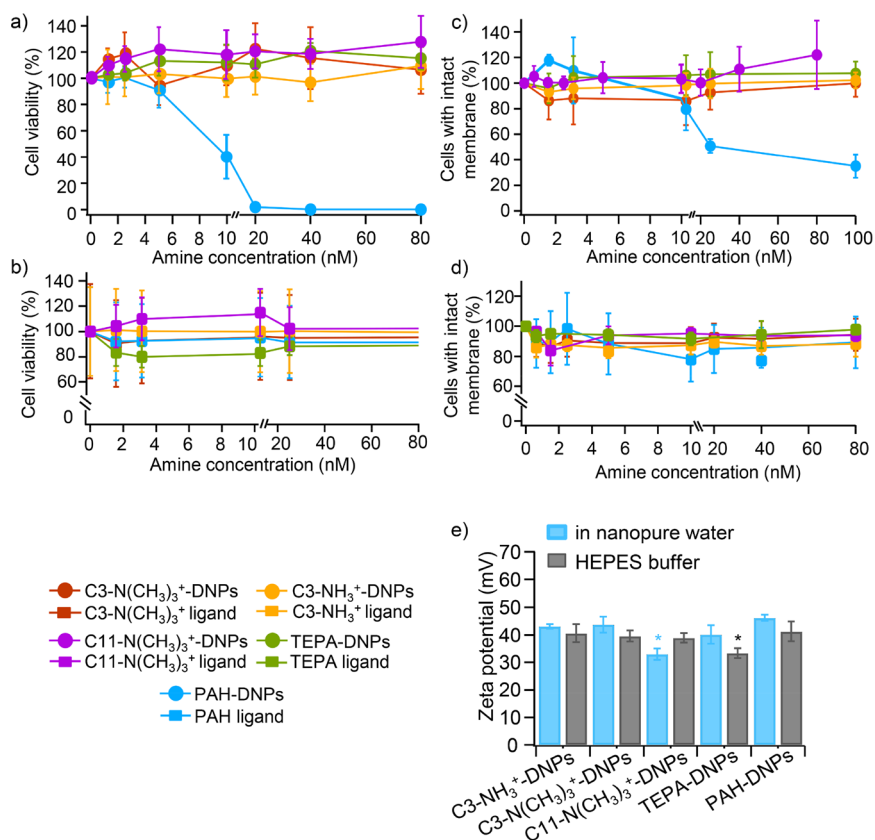 a)
140
120
100
80
60
40
20
0
Cell viability (%)
0 2 4 6 8 10 20 40 60 80
Amine concentration (nM)
c)
140
120
100
80
60
40
20
0
Cells with intact
membrane (%)
0 2 4 6 8 10 20 40 60 80 100
Amine concentration (nM)
b)
140
120
100
80
60
0
Cell viability (%)
0 2 4 6 8 10 20 40 60 80
Amine concentration (nM)
d)
140
120
100
80
60
0
Cells with intact
membrane (%)
0 2 4 6 8 10 20 40 60 80
Amine concentration (nM)
C3-N(CH₃)₃⁺-DNPs
C3-N(CH₃)₃⁺ ligand
C3-NH₃⁺-DNPs
C3-NH₃⁺ ligand
C11-N(CH₃)₃⁺-DNPs
C11-N(CH₃)₃⁺ ligand
TEPA-DNPs
TEPA ligand
PAH-DNPs
PAH ligand
e)
in nanopure water
HEPES buffer
70
60
50
40
30
20
10
0
Zeta potential (mV)
* *
C3-NH₃⁺-DNPs
C3-N(CH₃)₃⁺-DNPs
C11-N(CH₃)₃⁺-DNPs
TEPA-DNPs
PAH-DNPs